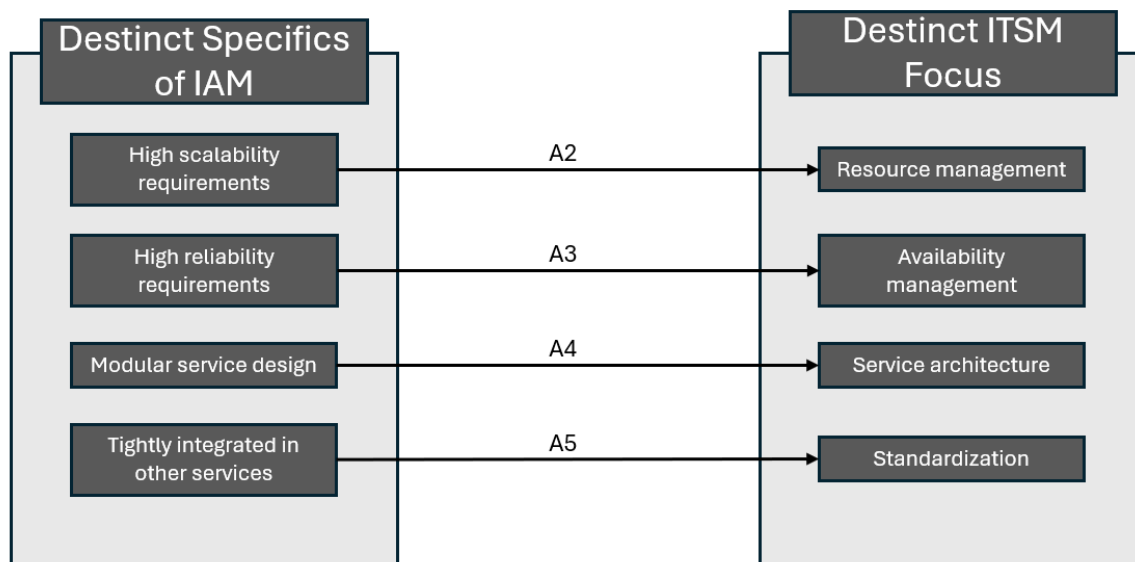 Destinct Specifics
of IAM
Destinct ITSM
Focus
High scalability
requirements
A2
Resource management
High reliability
requirements
A3
Availability
management
Modular service design
A4
Service architecture
Tightly integrated in
other services
A5
Standardization